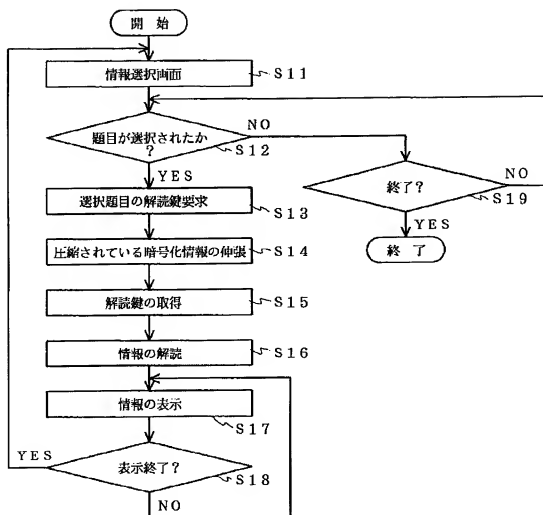 開 始
情報選択画面
S11
題目が選択されたか
?
S12
NO
YES
選択題目の解読鍵要求
S13
圧縮されている暗号化情報の伸張
S14
解読鍵の取得
S15
情報の解読
S16
情報の表示
S17
表示終了?
S18
YES
NO
終了?
S19
NO
YES
終 了